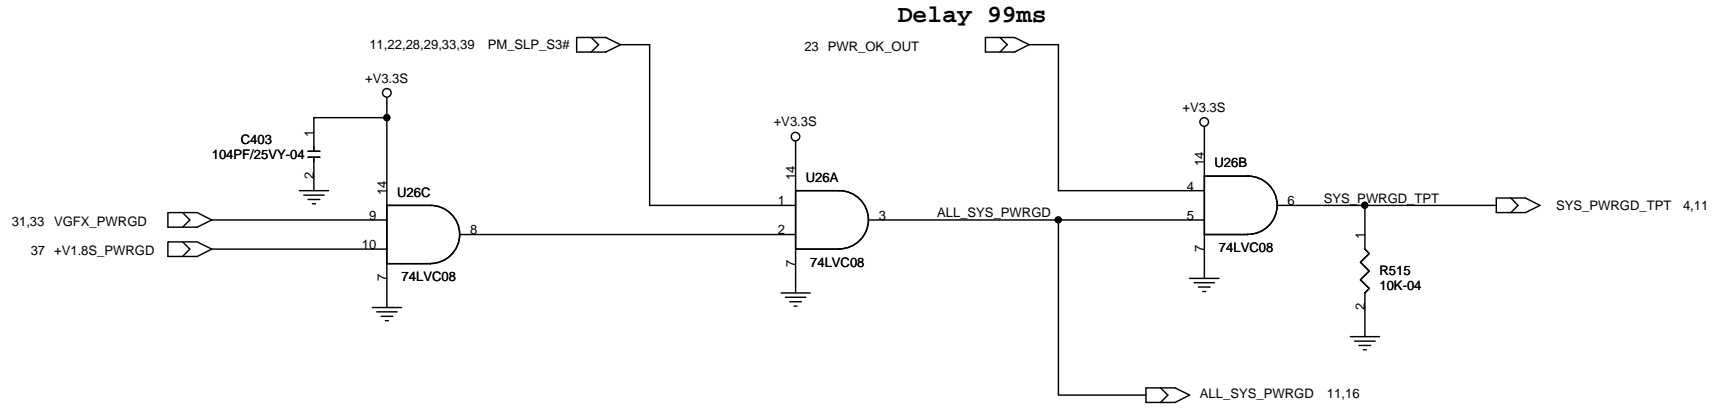 Delay 99ms
11,22,28,29,33,39 PM_SLP_S3#
23 PWR_OK_OUT
+V3.3S
+V3.3S
+V3.3S
1
C403
104PF/25VY-04
2
14
U26C
31,33 VGFX_PWRGD
9
37 +V1.8S_PWRGD
10
8
7
74LVC08
14
U26A
1
2
3
7
74LVC08
ALL_SYS_PWRGD
14
U26B
4
5
6
7
74LVC08
SYS_PWRGD_TPT
SYS_PWRGD_TPT 4,11
1
R515
10K-04
2
ALL_SYS_PWRGD 11,16